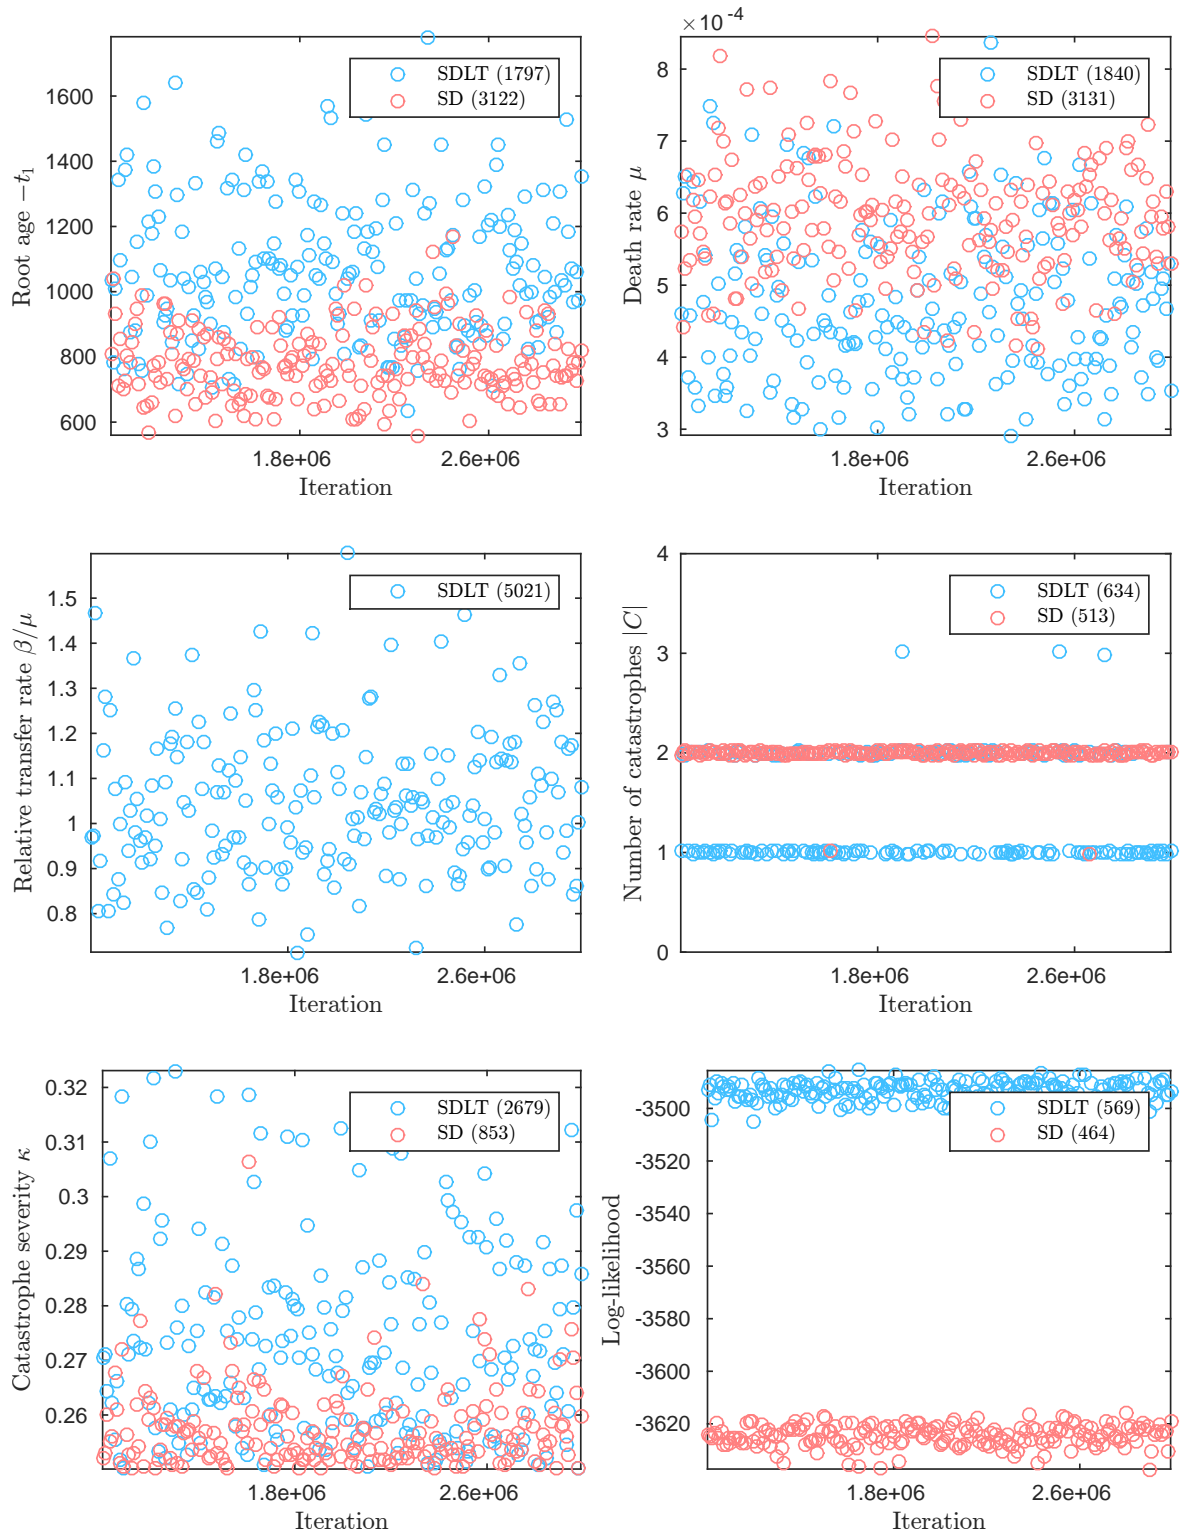 1600
1400
1200
1000
800
600
Root age −t₁
SDLT (1797)
SD (3122)
1.8e+06 2.6e+06
Iteration
×10⁻⁴
8
7
6
5
4
3
Death rate μ
SDLT (1840)
SD (3131)
1.8e+06 2.6e+06
Iteration
1.5
1.4
1.3
1.2
1.1
1
0.9
0.8
Relative transfer rate β/μ
SDLT (5021)
1.8e+06 2.6e+06
Iteration
4
3
2
1
0
Number of catastrophes |C|
SDLT (634)
SD (513)
1.8e+06 2.6e+06
Iteration
0.32
0.31
0.3
0.29
0.28
0.27
0.26
Catastrophe severity κ
SDLT (2679)
SD (853)
1.8e+06 2.6e+06
Iteration
-3500
-3520
-3540
-3560
-3580
-3600
-3620
Log-likelihood
SDLT (569)
SD (464)
1.8e+06 2.6e+06
Iteration